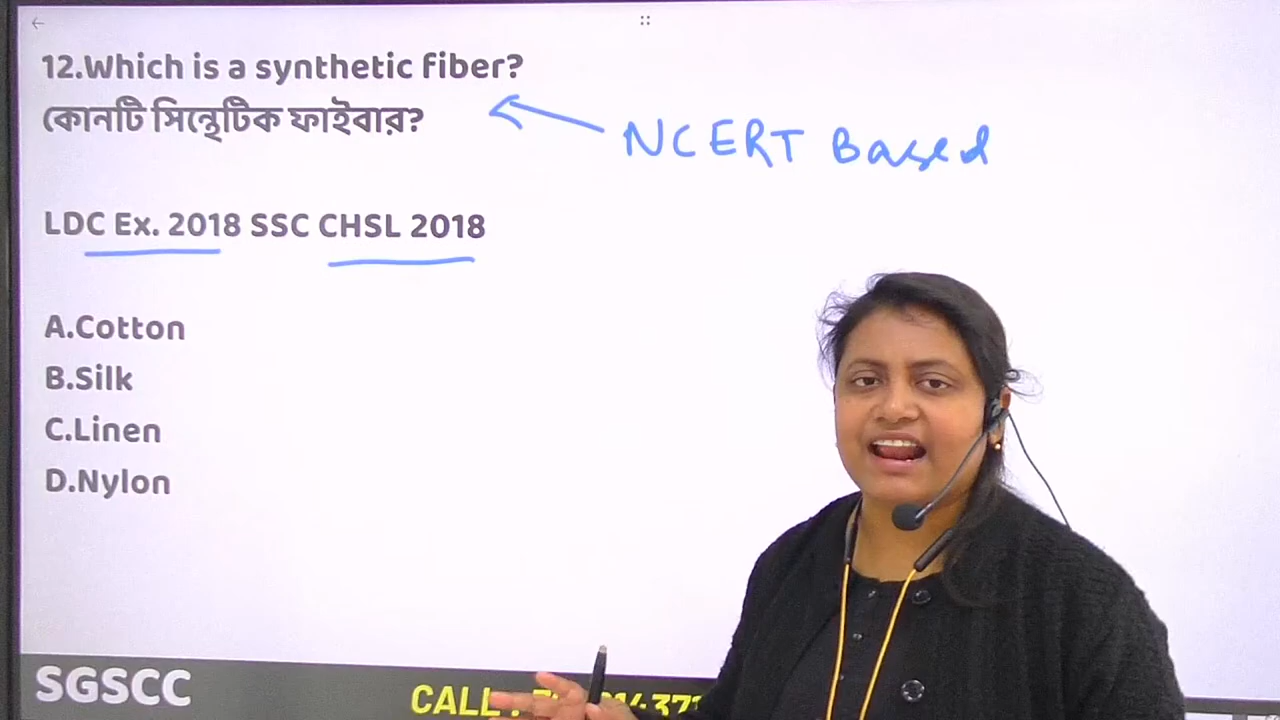 12.Which is a synthetic fiber?
কোনটি সিন্থেটিক ফাইবার?
NCERT Based
LDC Ex. 2018 SSC CHSL 2018
A.Cotton
B.Silk
C.Linen
D.Nylon
SGSCC
CALL :